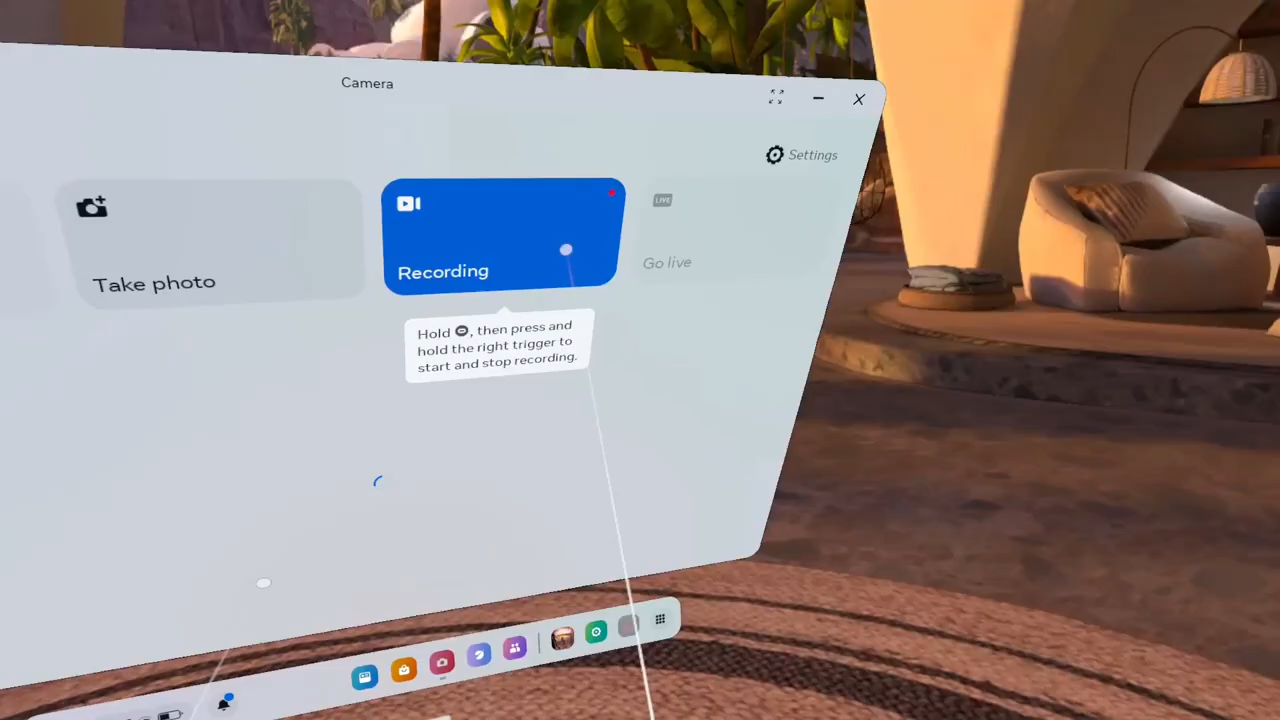 Camera
Settings
Take photo
Recording
LIVE
Go live
Hold , then press and
hold the right trigger to
start and stop recording.